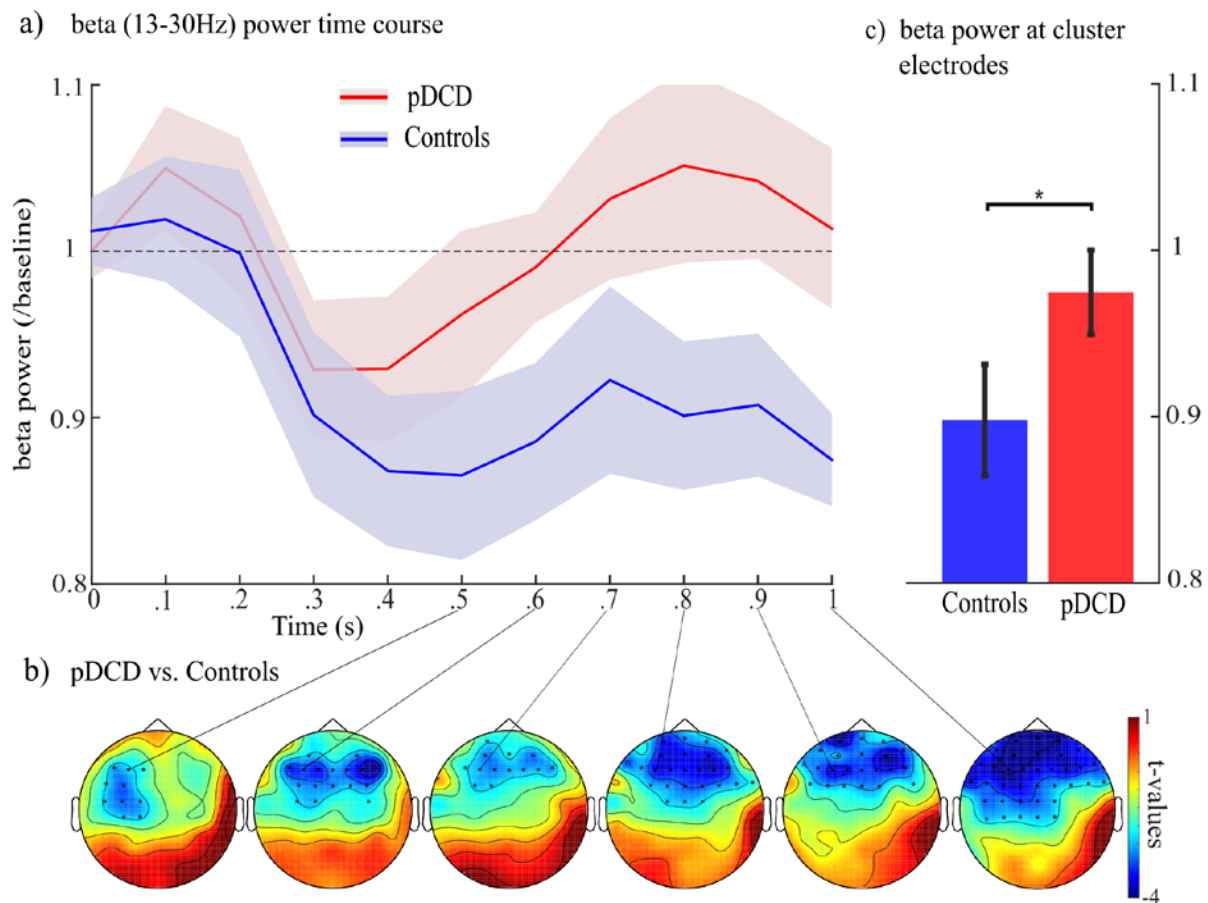 a) beta (13-30Hz) power time course
c) beta power at cluster
electrodes
1.1
pDCD
Controls
1
0.9
0.8
beta power (/baseline)
0 .1 .2 .3 .4 .5 .6 .7 .8 .9 1
Time (s)
*
1.1
1
0.9
0.8
Controls pDCD
b) pDCD vs. Controls
1
t-values
-4